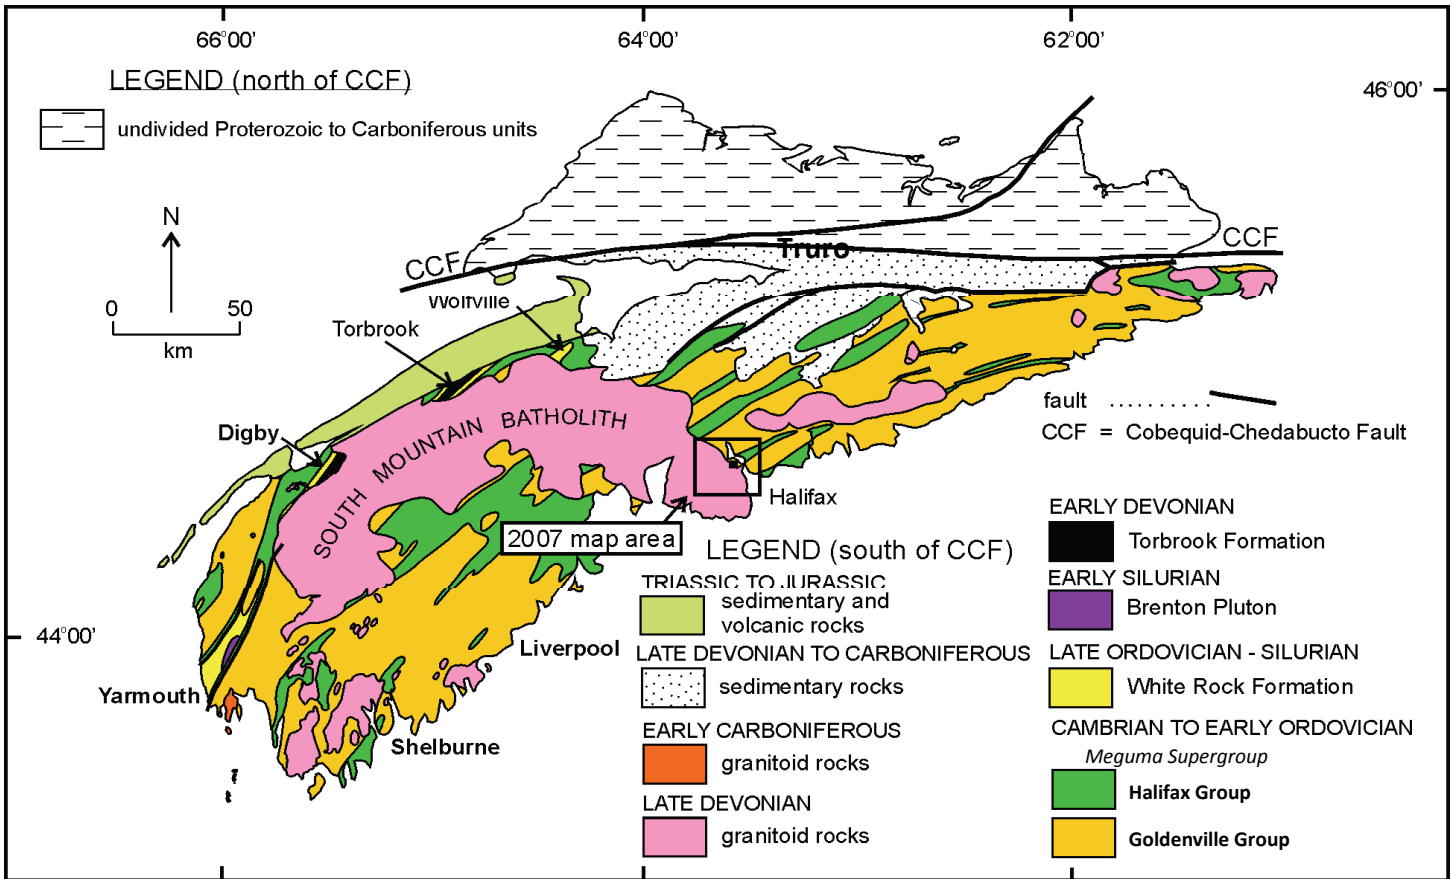 66°00'
64°00'
62°00'
46°00'
LEGEND (north of CCF)
undivided Proterozoic to Carboniferous units
N
0 50
km
CCF
Truro
CCF
Wolfville
Torbrook
Digby
SOUTH MOUNTAIN BATHOLITH
fault
CCF = Cobequid-Chedabucto Fault
Halifax
2007 map area
44°00'
Liverpool
Yarmouth
Shelburne
LEGEND (south of CCF)
TRIASSIC TO JURASSIC
sedimentary and
volcanic rocks
LATE DEVONIAN TO CARBONIFEROUS
sedimentary rocks
EARLY CARBONIFEROUS
granitoid rocks
LATE DEVONIAN
granitoid rocks
EARLY DEVONIAN
Torbrook Formation
EARLY SILURIAN
Brenton Pluton
LATE ORDOVICIAN - SILURIAN
White Rock Formation
CAMBRIAN TO EARLY ORDOVICIAN
Meguma Supergroup
Halifax Group
Goldenville Group